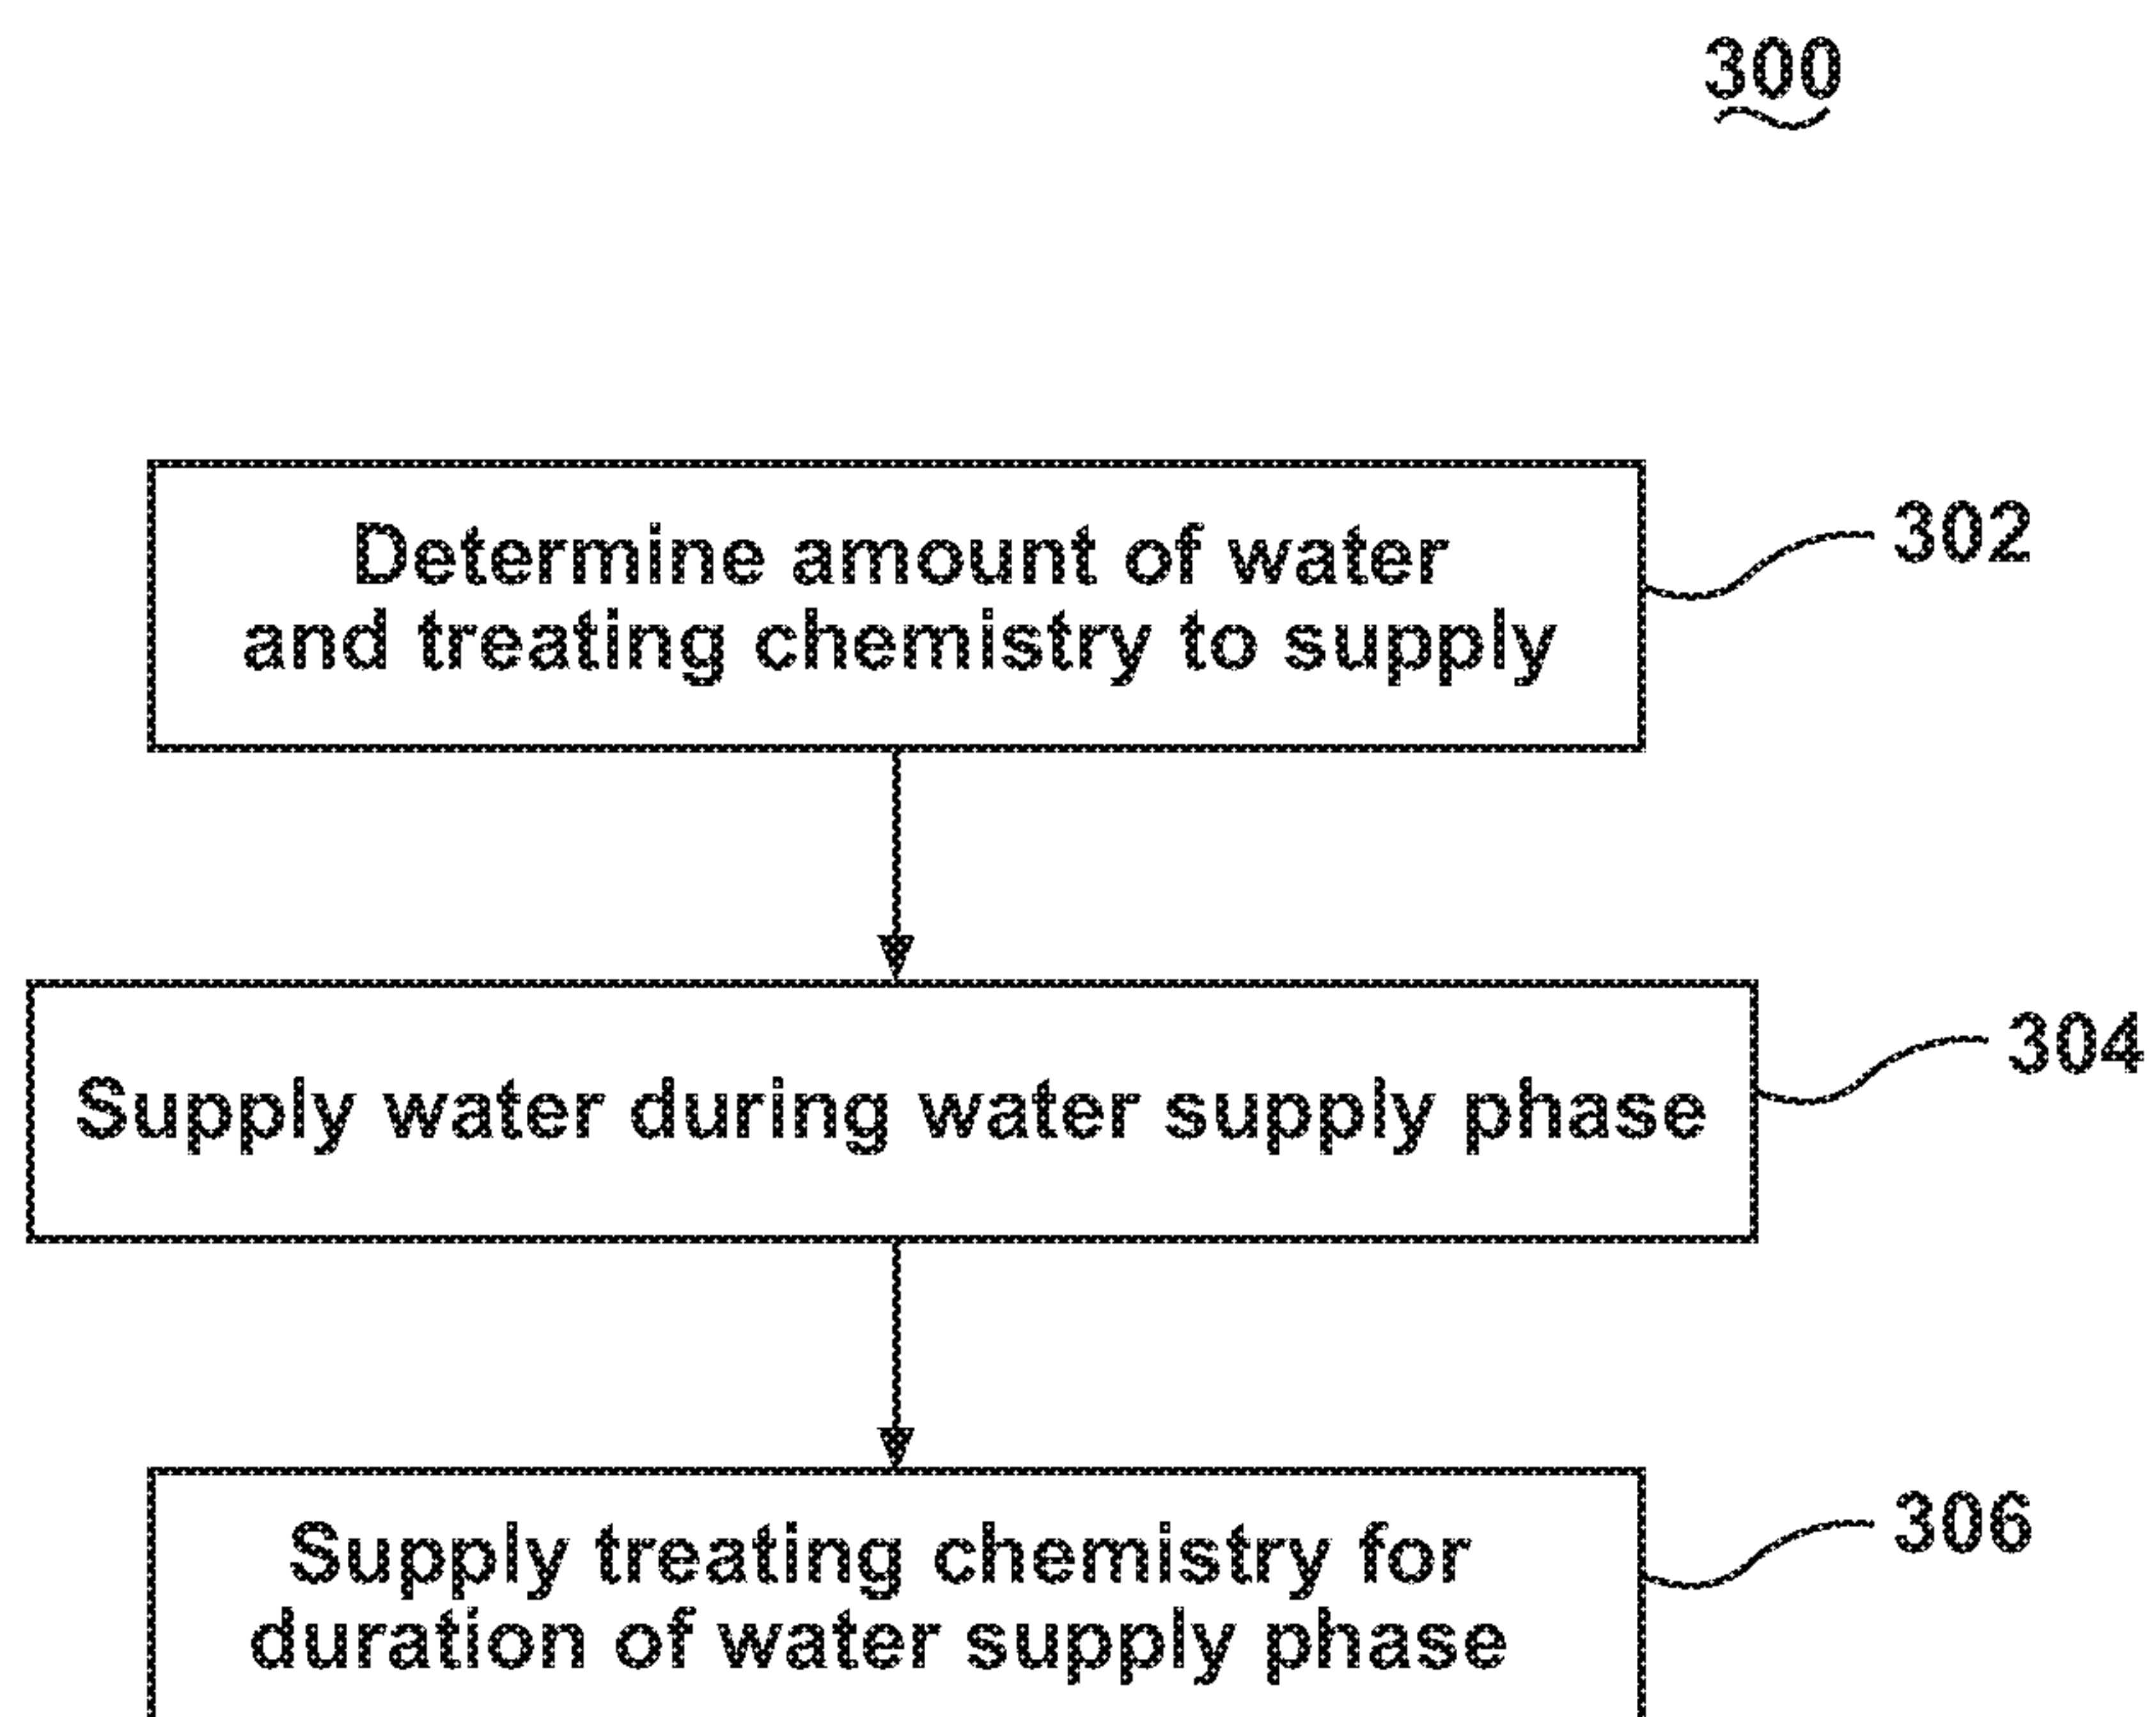 300
Determine amount of water
and treating chemistry to supply
302
Supply water during water supply phase
304
Supply treating chemistry for
duration of water supply phase
306